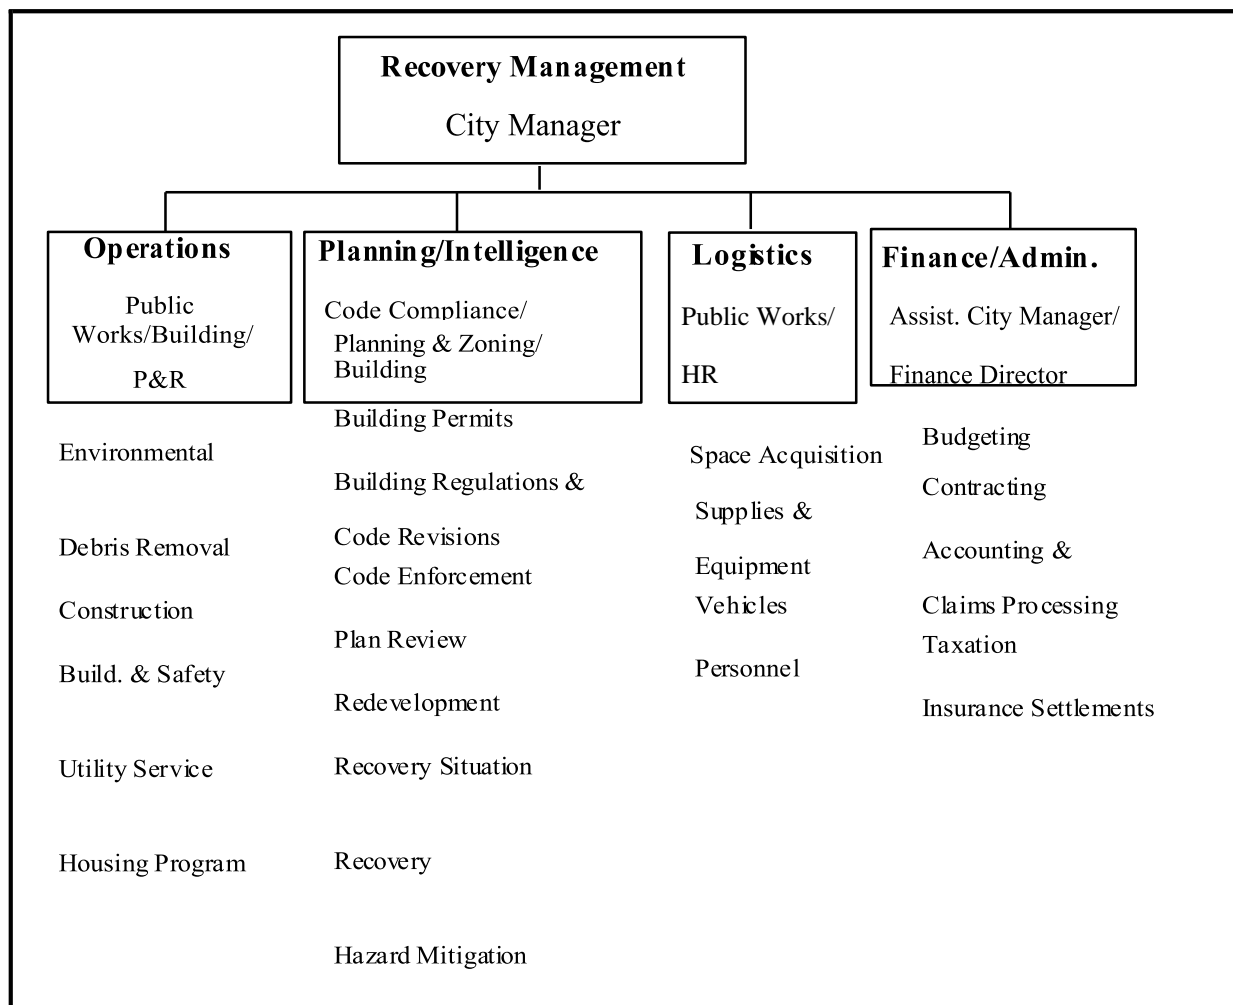 Recovery Management
City Manager
Operations
Public
Works/Building/
P&R
Environmental
Debris Removal
Construction
Build. & Safety
Utility Service
Housing Program
Planning/Intelligence
Code Compliance/
Planning & Zoning/
Building
Building Permits
Building Regulations &
Code Revisions
Code Enforcement
Plan Review
Redevelopment
Recovery Situation
Recovery
Hazard Mitigation
Logistics
Public Works/
HR
Space Acquisition
Supplies &
Equipment
Vehicles
Personnel
Finance/Admin.
Assist. City Manager/
Finance Director
Budgeting
Contracting
Accounting &
Claims Processing
Taxation
Insurance Settlements